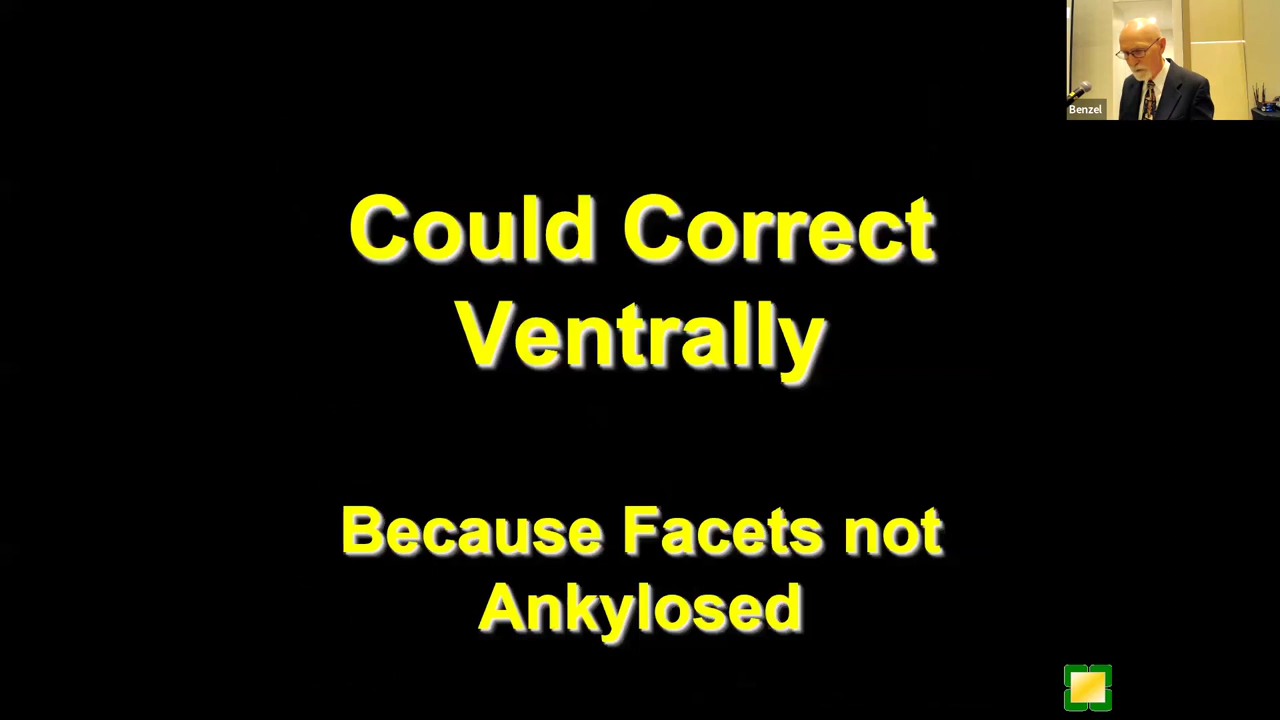 Benzel
Could Correct
Ventrally
Because Facets not
Ankylosed